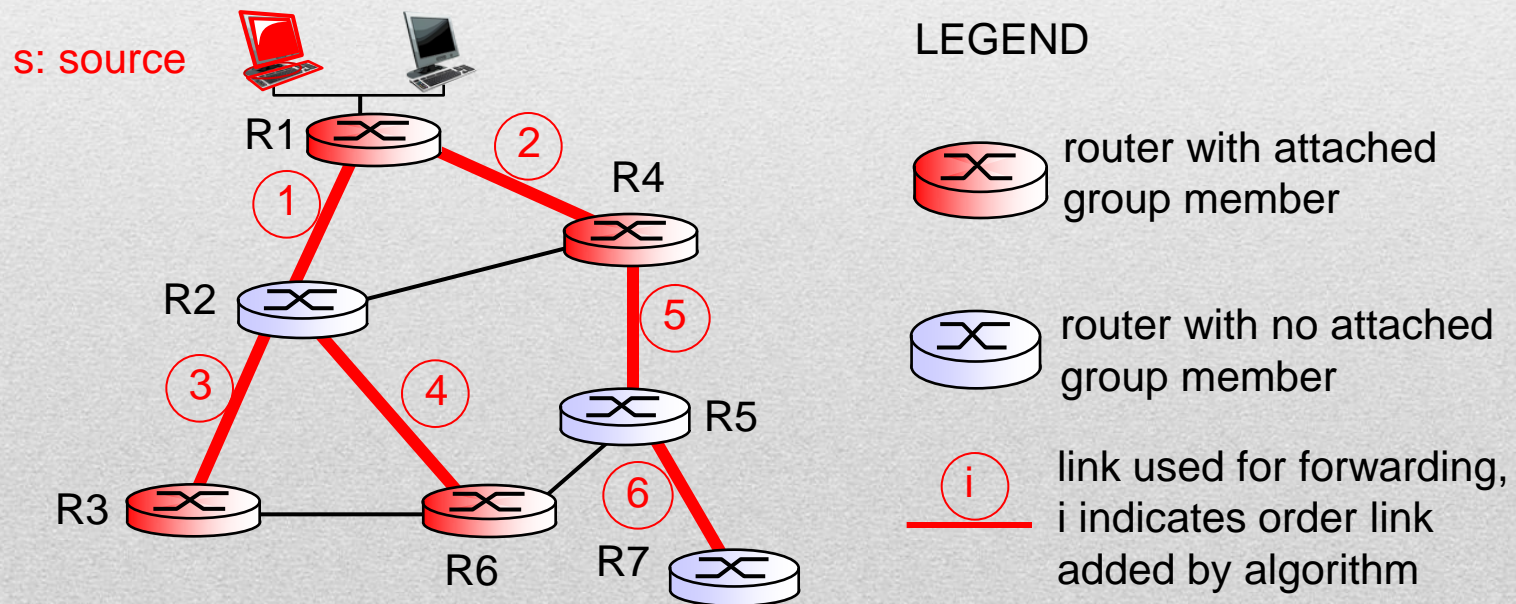 s: source
R1
1
2
R4
R2
5
3
4
R5
R3
6
R6
R7
LEGEND
router with attached
group member
router with no attached
group member
i
link used for forwarding,
i indicates order link
added by algorithm